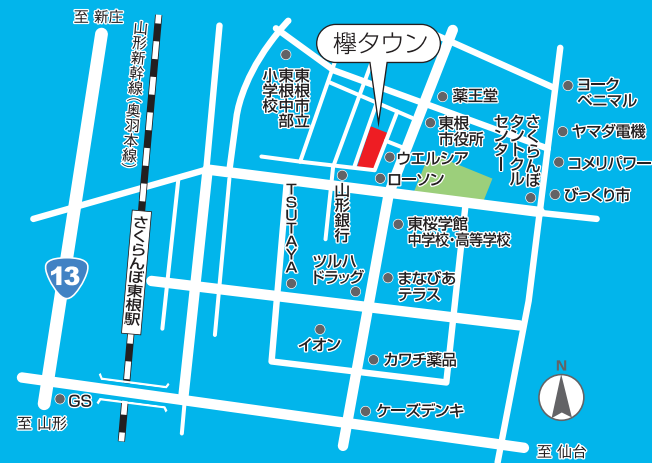 至 新庄
山形新幹線(奥羽本線)
東根市立
東根中部
小学校
欅タウン
薬王堂
東根
市役所
ウエルシア
ローソン
さくらんぼ
タントクル
センター
ヨーク
ベニマル
ヤマダ電機
コメリパワー
びっくり市
山形銀行
TSUTAYA
東桜学館
中学校・高等学校
ツルハ
ドラッグ
まなびあ
テラス
さくらんぼ東根駅
13
イオン
カワチ薬品
GS
ケーズデンキ
N
至 山形
至 仙台